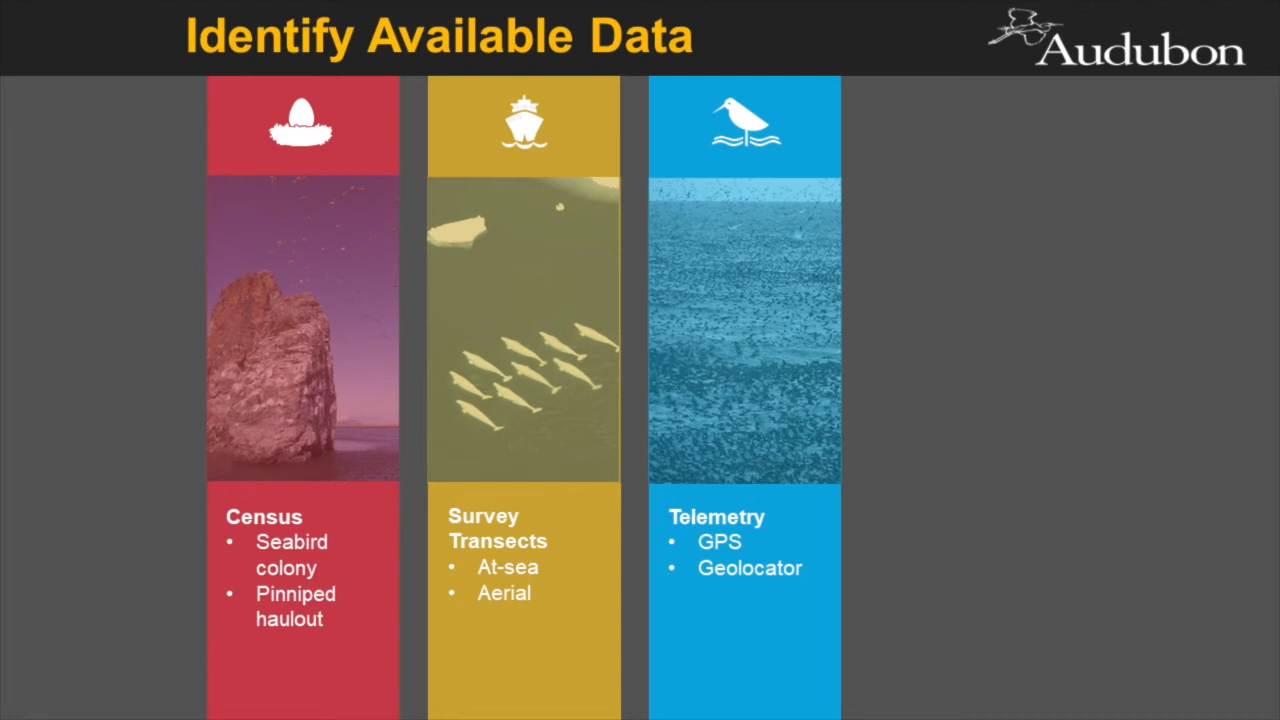 Identify Available Data
Audubon
Census
• Seabird
colony
• Pinniped
haulout
Survey
Transects
• At-sea
• Aerial
Telemetry
• GPS
• Geolocator